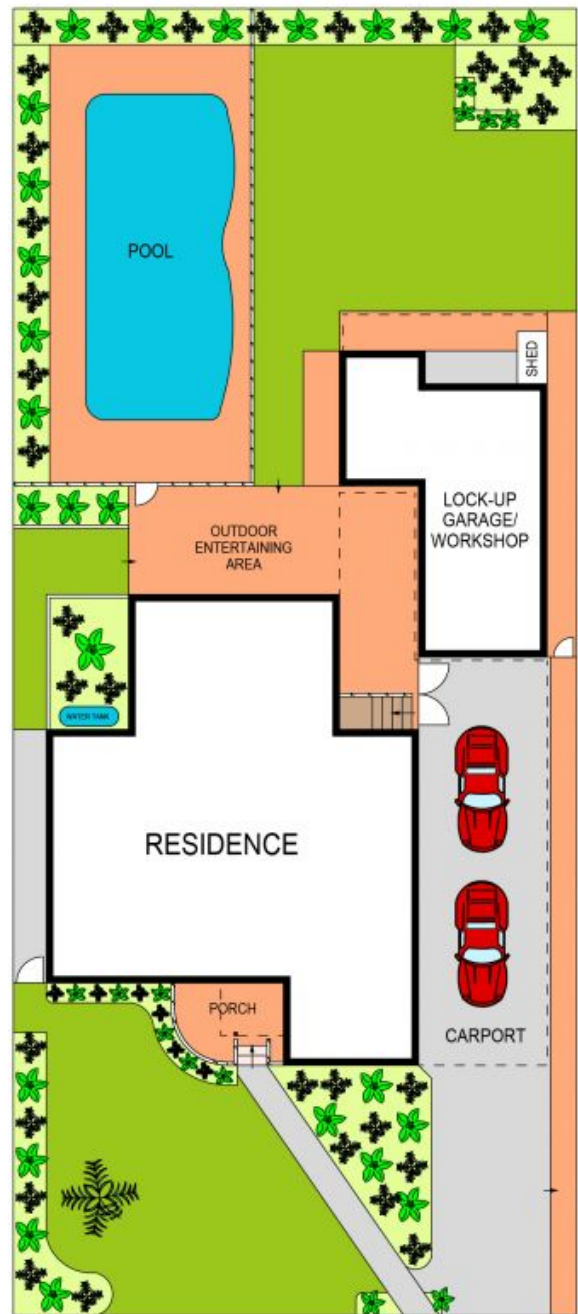 POOL
SHED
LOCK-UP
GARAGE/
WORKSHOP
OUTDOOR
ENTERTAINING
AREA
WATER TANK
RESIDENCE
PORCH
CARPORT